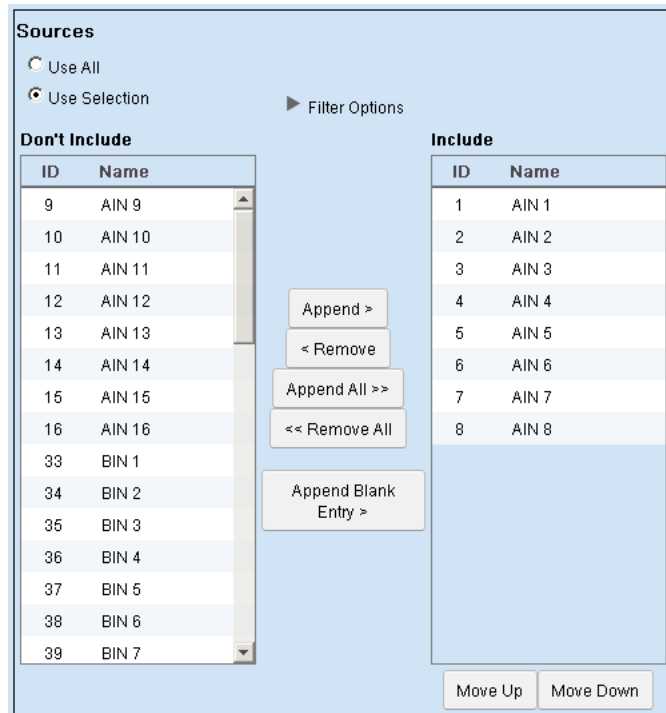 Sources
Use All
Use Selection
Filter Options
Don't Include
Include
ID Name
ID Name
9 AIN 9
10 AIN 10
11 AIN 11
12 AIN 12
13 AIN 13
14 AIN 14
15 AIN 15
16 AIN 16
33 BIN 1
34 BIN 2
35 BIN 3
36 BIN 4
37 BIN 5
38 BIN 6
39 BIN 7
Append >
< Remove
Append All >>
<< Remove All
Append Blank
Entry >
1 AIN 1
2 AIN 2
3 AIN 3
4 AIN 4
5 AIN 5
6 AIN 6
7 AIN 7
8 AIN 8
Move Up
Move Down